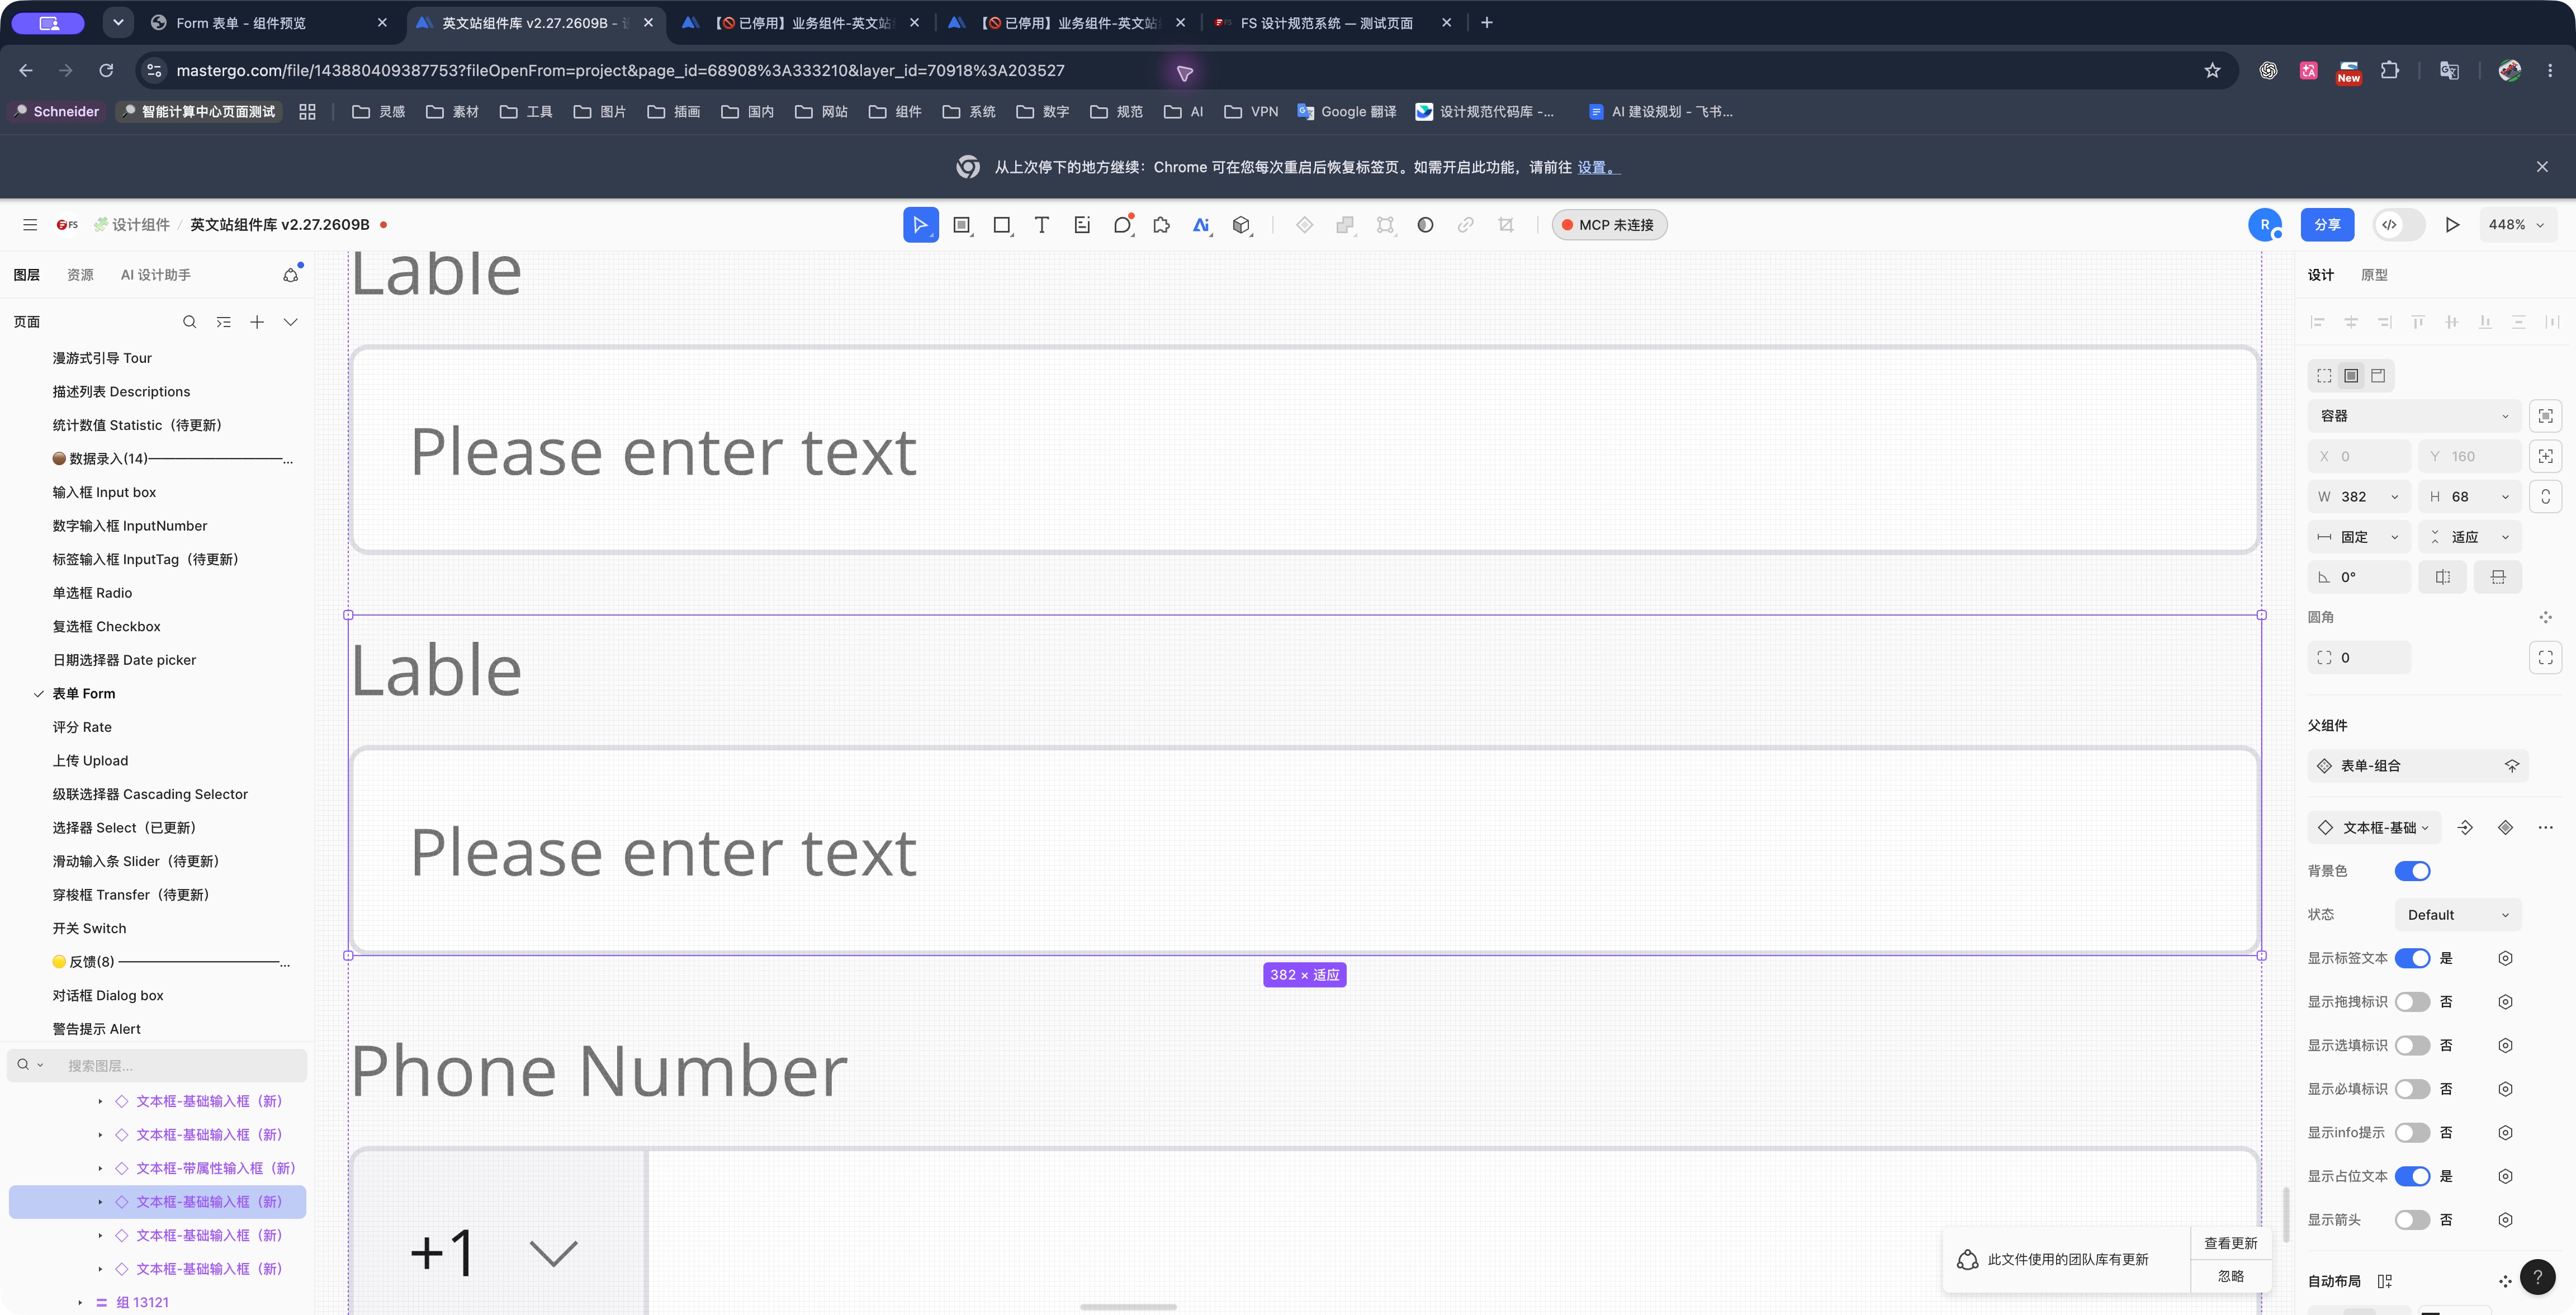 Form 表单 - 组件预览
英文站组件库 v2.27.2609B -
【🚫已停用】业务组件-英文站
【🚫已停用】业务组件-英文站
FS 设计规范系统 — 测试页面
mastergo.com/file/143880409387753?fileOpenFrom=project&page_id=68908%3A333210&layer_id=70918%3A203527
New
Schneider
智能计算中心页面测试
灵感
素材
工具
图片
插画
国内
网站
组件
系统
数字
规范
AI
VPN
Google 翻译
设计规范代码库 -...
AI 建设规划 - 飞书...
从上次停下的地方继续：Chrome 可在您每次重启后恢复标签页。如需开启此功能，请前往 设置。
FS
设计组件 / 英文站组件库 v2.27.2609B
MCP 未连接
R
分享
448%
图层
资源
AI 设计助手
页面
漫游式引导 Tour
描述列表 Descriptions
统计数值 Statistic（待更新）
数据录入(14)————————...
输入框 Input box
数字输入框 InputNumber
标签输入框 InputTag（待更新）
单选框 Radio
复选框 Checkbox
日期选择器 Date picker
表单 Form
评分 Rate
上传 Upload
级联选择器 Cascading Selector
选择器 Select（已更新）
滑动输入条 Slider（待更新）
穿梭框 Transfer（待更新）
开关 Switch
反馈(8) ——————————...
对话框 Dialog box
警告提示 Alert
搜索图层...
文本框-基础输入框（新）
文本框-基础输入框（新）
文本框-带属性输入框（新）
文本框-基础输入框（新）
文本框-基础输入框（新）
文本框-基础输入框（新）
组 13121
Lable
Please enter text
Lable
Please enter text
382 × 适应
Phone Number
+1
设计
原型
容器
X 0
Y 160
W 382
H 68
固定
适应
0°
圆角
0
父组件
表单-组合
文本框-基础
背景色
状态
Default
显示标签文本 是
显示拖拽标识 否
显示选填标识 否
显示必填标识 否
显示info提示 否
显示占位文本 是
显示箭头 否
自动布局
此文件使用的团队库有更新
查看更新
忽略
?